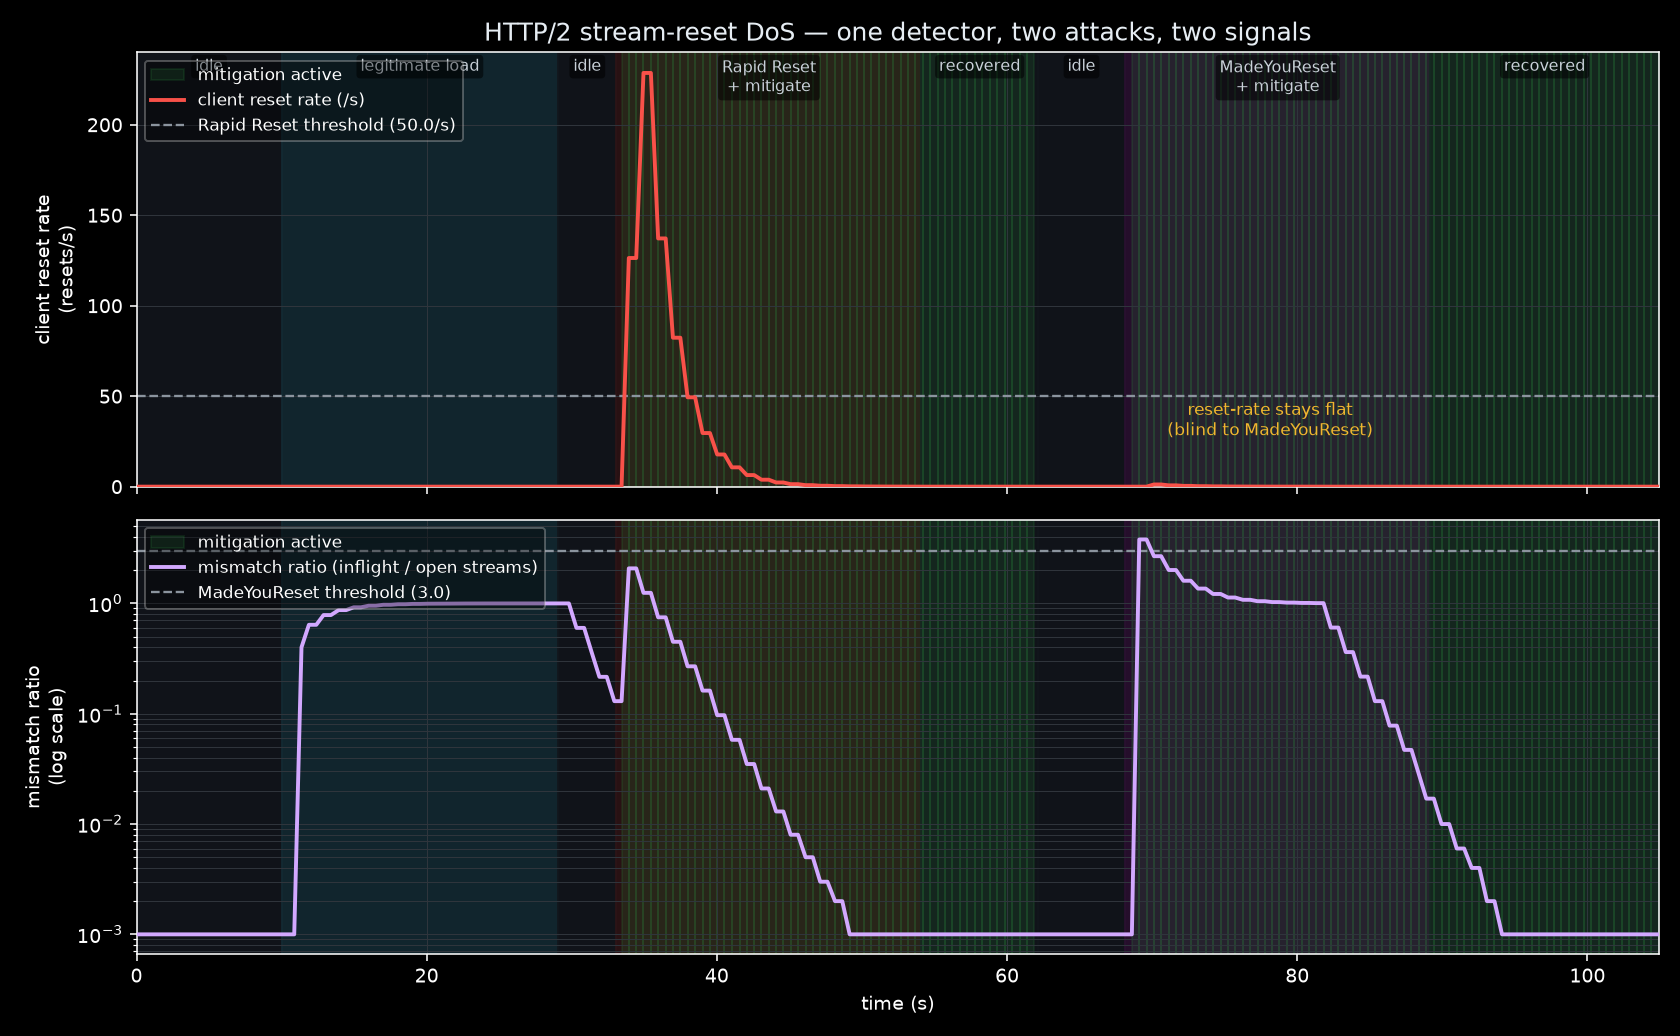 HTTP/2 stream-reset DoS — one detector, two attacks, two signals
idle
legitimate load
idle
Rapid Reset
+ mitigate
recovered
idle
MadeYouReset
+ mitigate
recovered
mitigation active
client reset rate (/s)
Rapid Reset threshold (50.0/s)
client reset rate
(resets/s)
200
150
100
50
0
reset-rate stays flat
(blind to MadeYouReset)
mitigation active
mismatch ratio (inflight / open streams)
MadeYouReset threshold (3.0)
mismatch ratio
(log scale)
10⁰
10⁻¹
10⁻²
10⁻³
0 20 40 60 80 100
time (s)